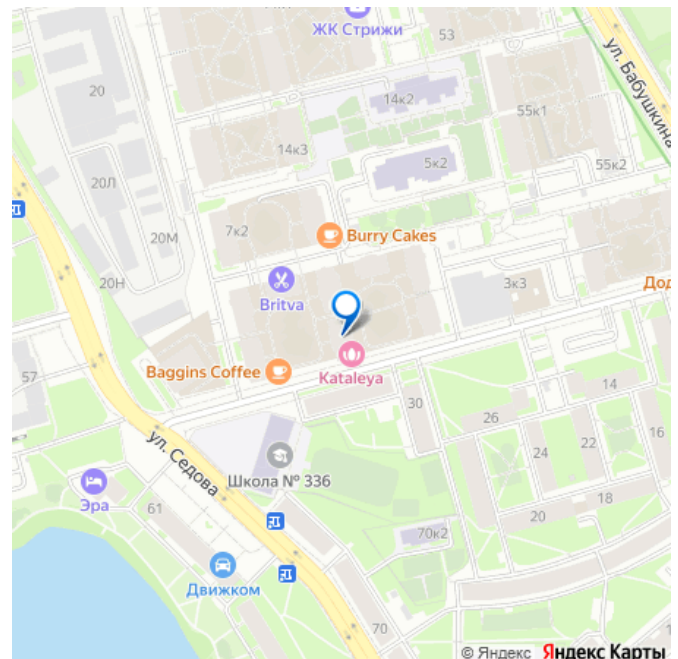 ЖК Стрижи
53
20
14к2
ул. Бабушкина
55к1
14к3
5к2
55к2
20Л
7к2
20М
Burry Cakes
20Н
Britva
3к3
Дод
57
Baggins Coffee
Kataleya
14
30
26
16
ул. Седова
24
22
Школа № 336
Эра
61
18
20
70к2
Движком
70
© Яндекс Яндекс Карты